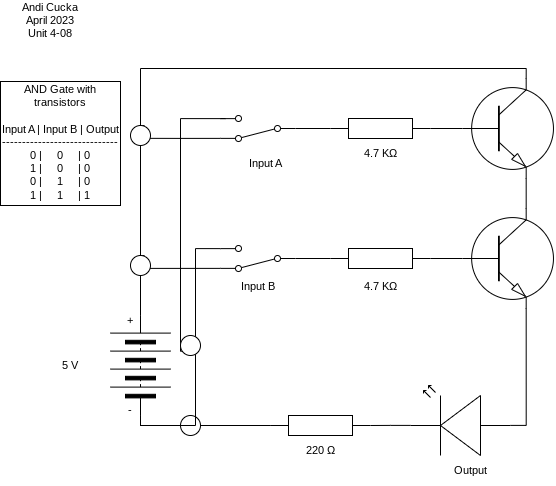 Andi Cucka
April 2023
Unit 4-08
AND Gate with
transistors
Input A | Input B | Output
----------------------------------
0 | 0 | 0
1 | 0 | 0
0 | 1 | 0
1 | 1 | 1
Input A
4.7 KΩ
Input B
4.7 KΩ
+
5 V
-
220 Ω
Output